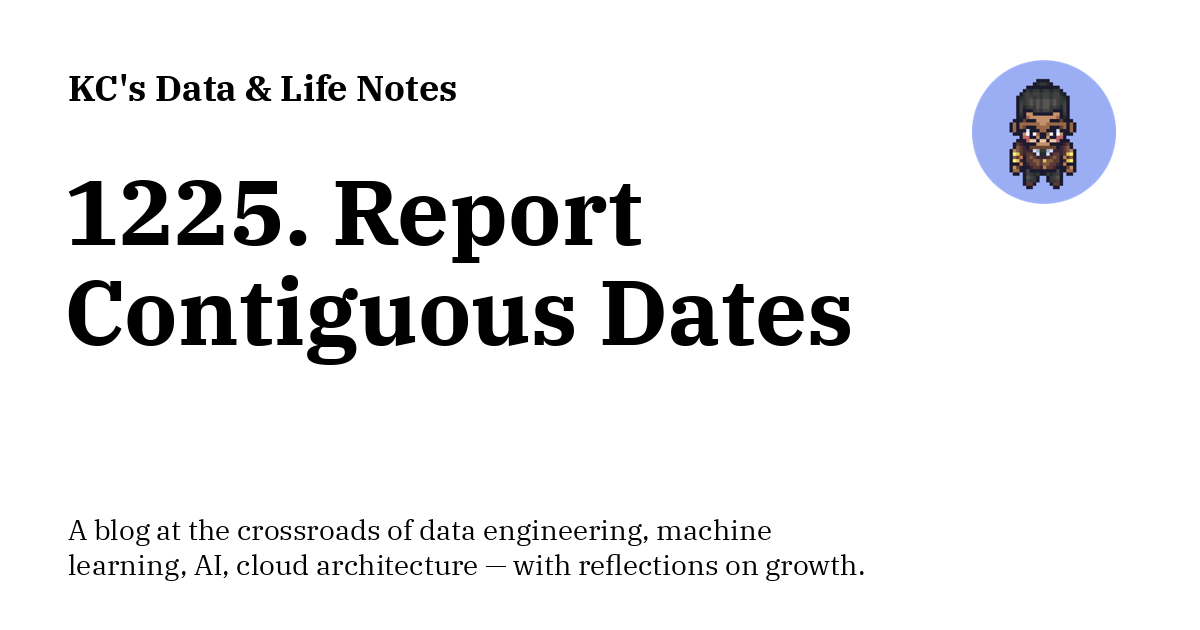 KC's Data & Life Notes
1225. Report
Contiguous Dates
A blog at the crossroads of data engineering, machine
learning, AI, cloud architecture — with reflections on growth.